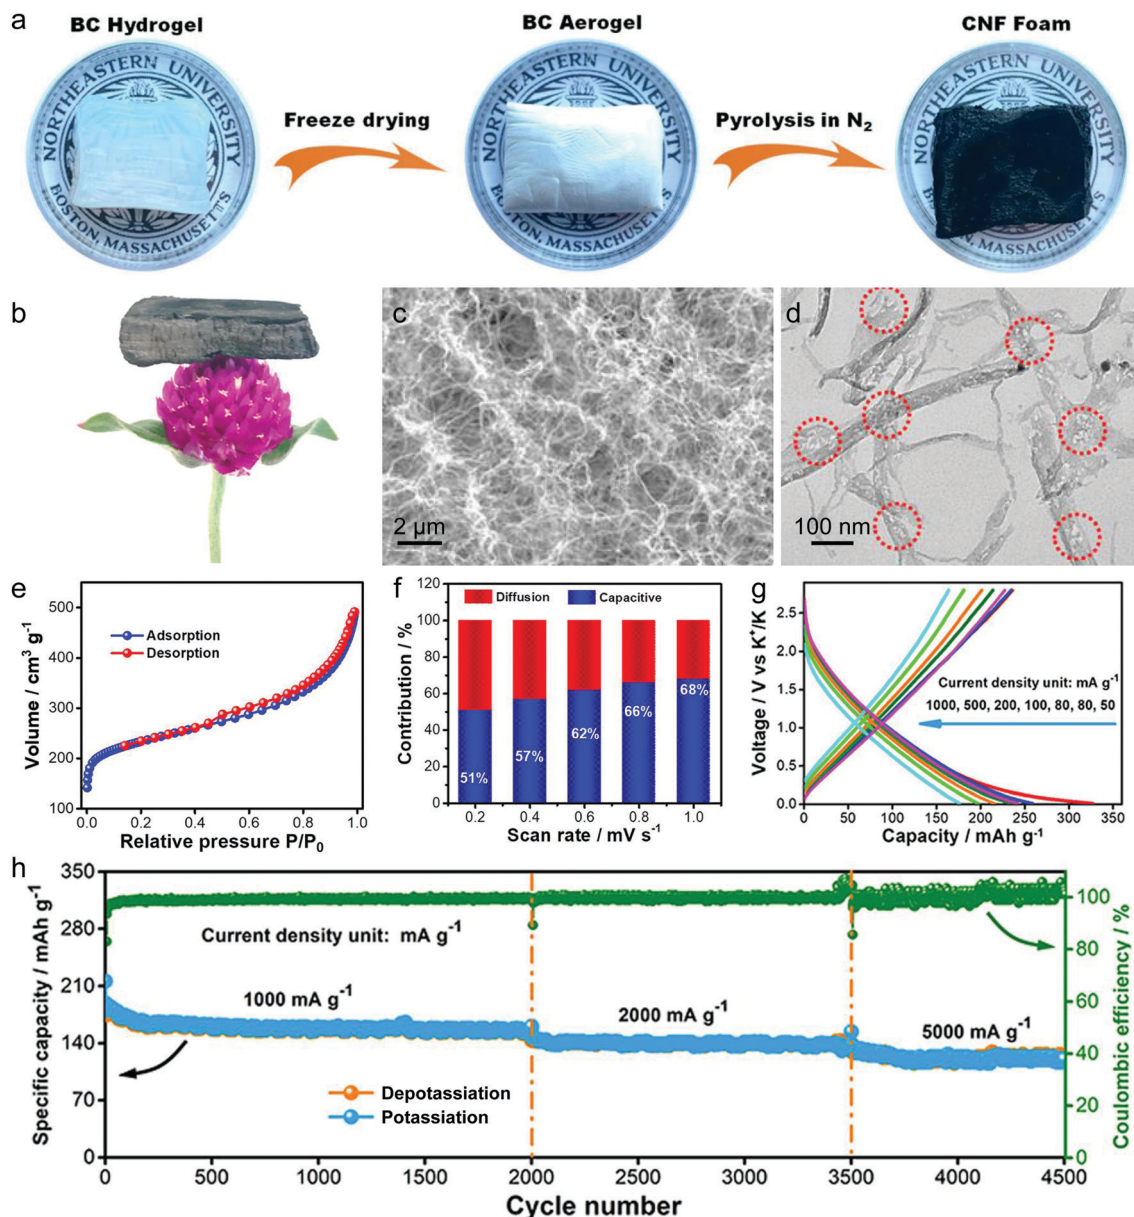 a
BC Hydrogel
BC Aerogel
CNF Foam
NORTHEASTERN UNIVERSITY
BOSTON, MASSACHUSETTS
Freeze drying
NORTHEASTERN UNIVERSITY
BOSTON, MASSACHUSETTS
Pyrolysis in N₂
NORTHEASTERN UNIVERSITY
BOSTON, MASSACHUSETTS
b
c
2 μm
d
100 nm
e
Volume / cm³ g⁻¹
500
400
300
200
100
Adsorption
Desorption
0.0 0.2 0.4 0.6 0.8 1.0
Relative pressure P/P₀
f
Contribution / %
120
100
80
60
40
20
0
Diffusion
Capacitive
51%
57%
62%
66%
68%
0.2 0.4 0.6 0.8 1.0
Scan rate / mV s⁻¹
g
Voltage / V vs K⁺/K
2.5
2.0
1.5
1.0
0.5
0.0
Current density unit: mA g⁻¹
1000, 500, 200, 100, 80, 80, 50
0 50 100 150 200 250 300 350
Capacity / mAh g⁻¹
h
Specific capacity / mAh g⁻¹
350
280
210
140
70
0
Current density unit: mA g⁻¹
1000 mA g⁻¹
2000 mA g⁻¹
5000 mA g⁻¹
Depotassiation
Potassiation
100
80
60
40
20
0
Coulombic efficiency / %
0 500 1000 1500 2000 2500 3000 3500 4000 4500
Cycle number